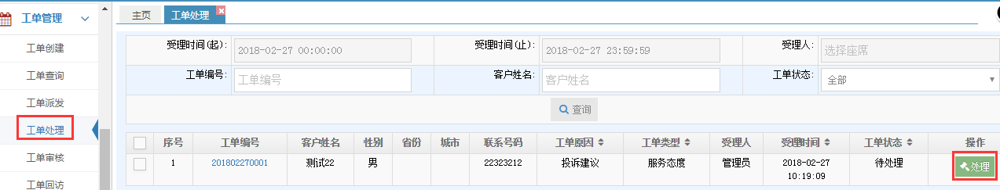 工单管理
工单创建
工单查询
工单派发
工单处理
工单审核
工单回访
主页
工单处理
受理时间(起):
2018-02-27 00:00:00
受理时间(止):
2018-02-27 23:59:59
受理人:
选择座席
工单编号:
工单编号
客户姓名:
客户姓名
工单状态:
全部
查询
序号 工单编号 客户姓名 性别 省份 城市 联系号码 工单原因 工单类型 受理人 受理时间 工单状态 操作
1 201802270001 测试22 男 22323212 投诉建议 服务态度 管理员 2018-02-27 待处理 处理
10:19:09